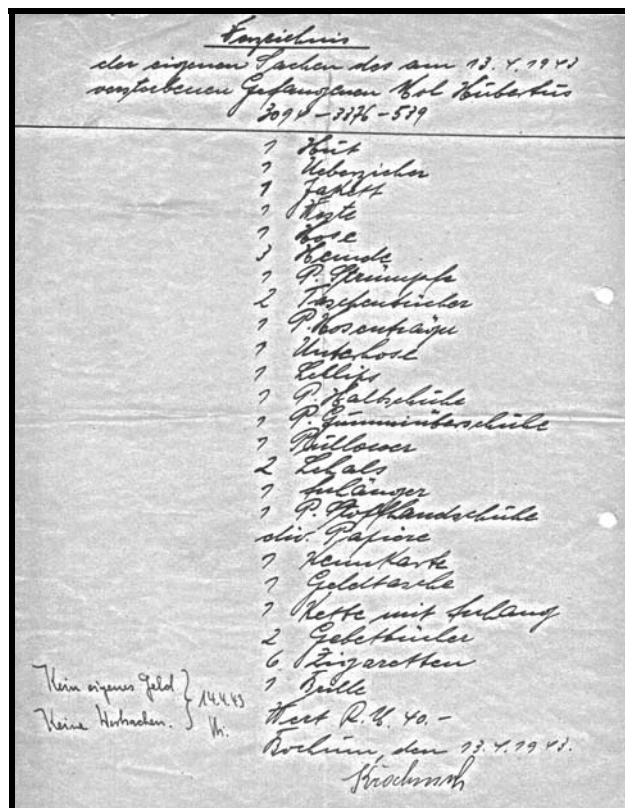 Verzeichnis
der eigenen Sachen des am 13.4.1943
verstorbenen Gefangenen Kol Hubertus
3094-3376-539
1 Hut
1 Ueberzieher
1 Jakett
1 Weste
1 Hose
3 Hemde
1 P. Strümpfe
2 Taschentücher
1 P. Hosenträger
1 Unterhose
1 Schlips
1 P. Halbschuhe
1 P. Gummiüberschuhe
1 Pullower
2 Schals
1 Anhänger
1 P. Stoffhandschuhe
div. Papiere
1 Kennkarte
1 Geldtasche
1 Kette mit Anhang
2 Gebetbücher
6 Zigaretten
1 Brille
Wert R.M. 40.-
Bochum, den 13.4.1943.
Kein eigenes Geld
Keine Wertsachen.
14.4.43